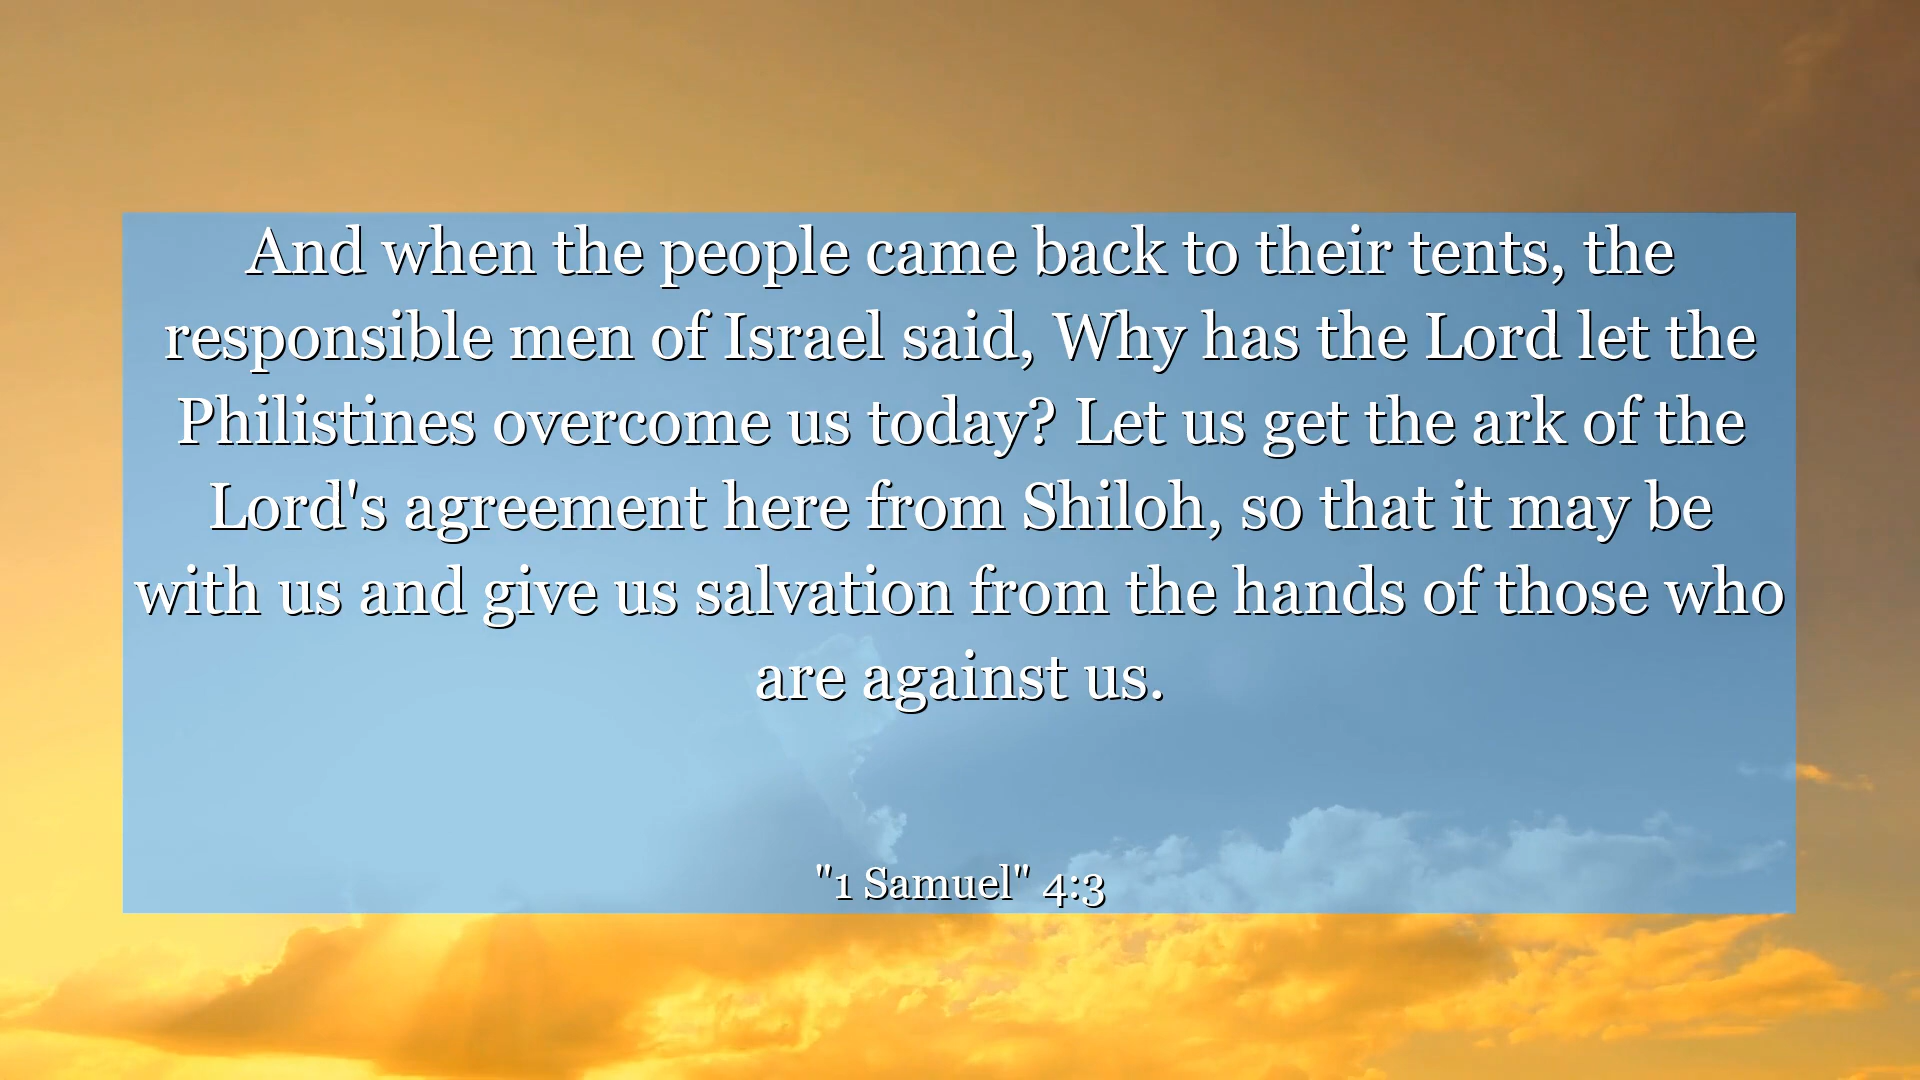 And when the people came back to their tents, the
responsible men of Israel said, Why has the Lord let the
Philistines overcome us today? Let us get the ark of the
Lord's agreement here from Shiloh, so that it may be
with us and give us salvation from the hands of those who
are against us.
"1 Samuel" 4:3